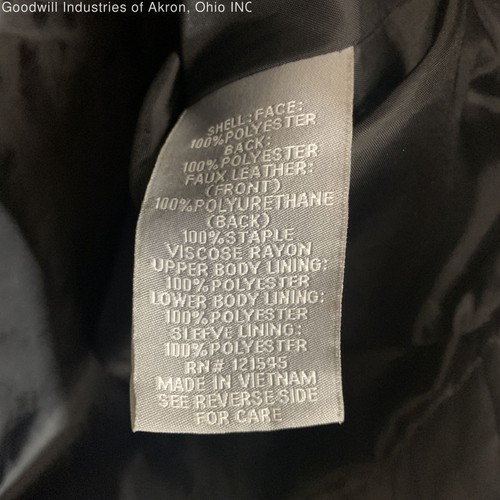 Goodwill Industries of Akron, Ohio INC
SHELL: FACE:
100%POLYESTER
BACK:
100%POLYESTER
FAUX LEATHER:
(FRONT)
100%POLYURETHANE
(BACK)
100%STAPLE
VISCOSE RAYON
UPPER BODY LINING:
100%POLYESTER
LOWER BODY LINING:
100%POLYESTER
SLEEVE LINING:
100%POLYESTER
RN# 121545
MADE IN VIETNAM
SEE REVERSE SIDE
FOR CARE